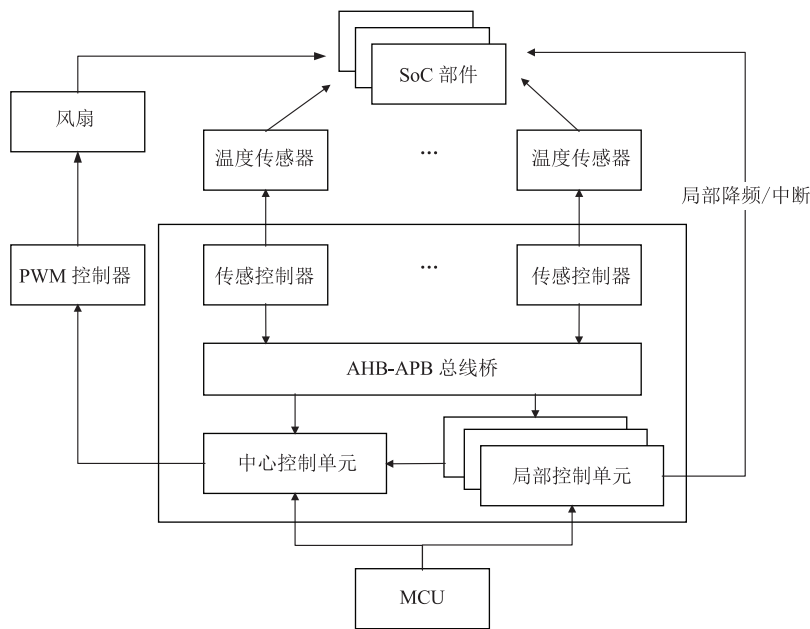 SoC 部件
风扇
温度传感器
...
温度传感器
局部降频/中断
PWM 控制器
传感控制器
...
传感控制器
AHB-APB 总线桥
中心控制单元
局部控制单元
MCU